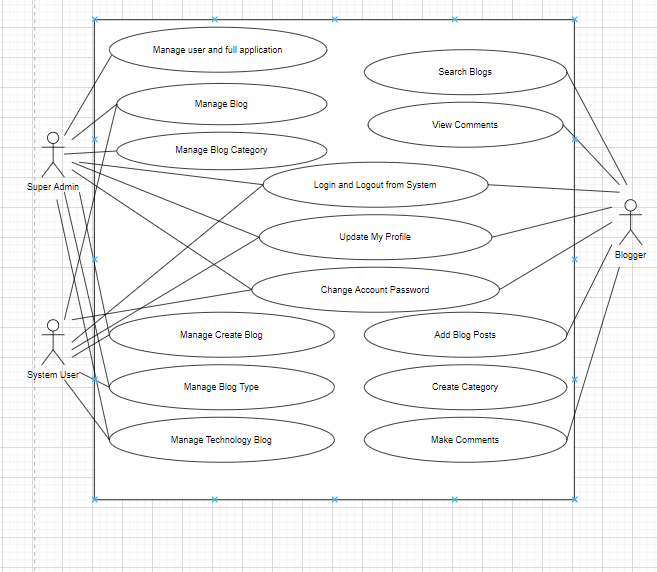 Manage user and full application
Search Blogs
Manage Blog
View Comments
Manage Blog Category
Super Admin
Login and Logout from System
Update My Profile
Blogger
Change Account Password
Manage Create Blog
Add Blog Posts
System User
Manage Blog Type
Create Category
Manage Technology Blog
Make Comments